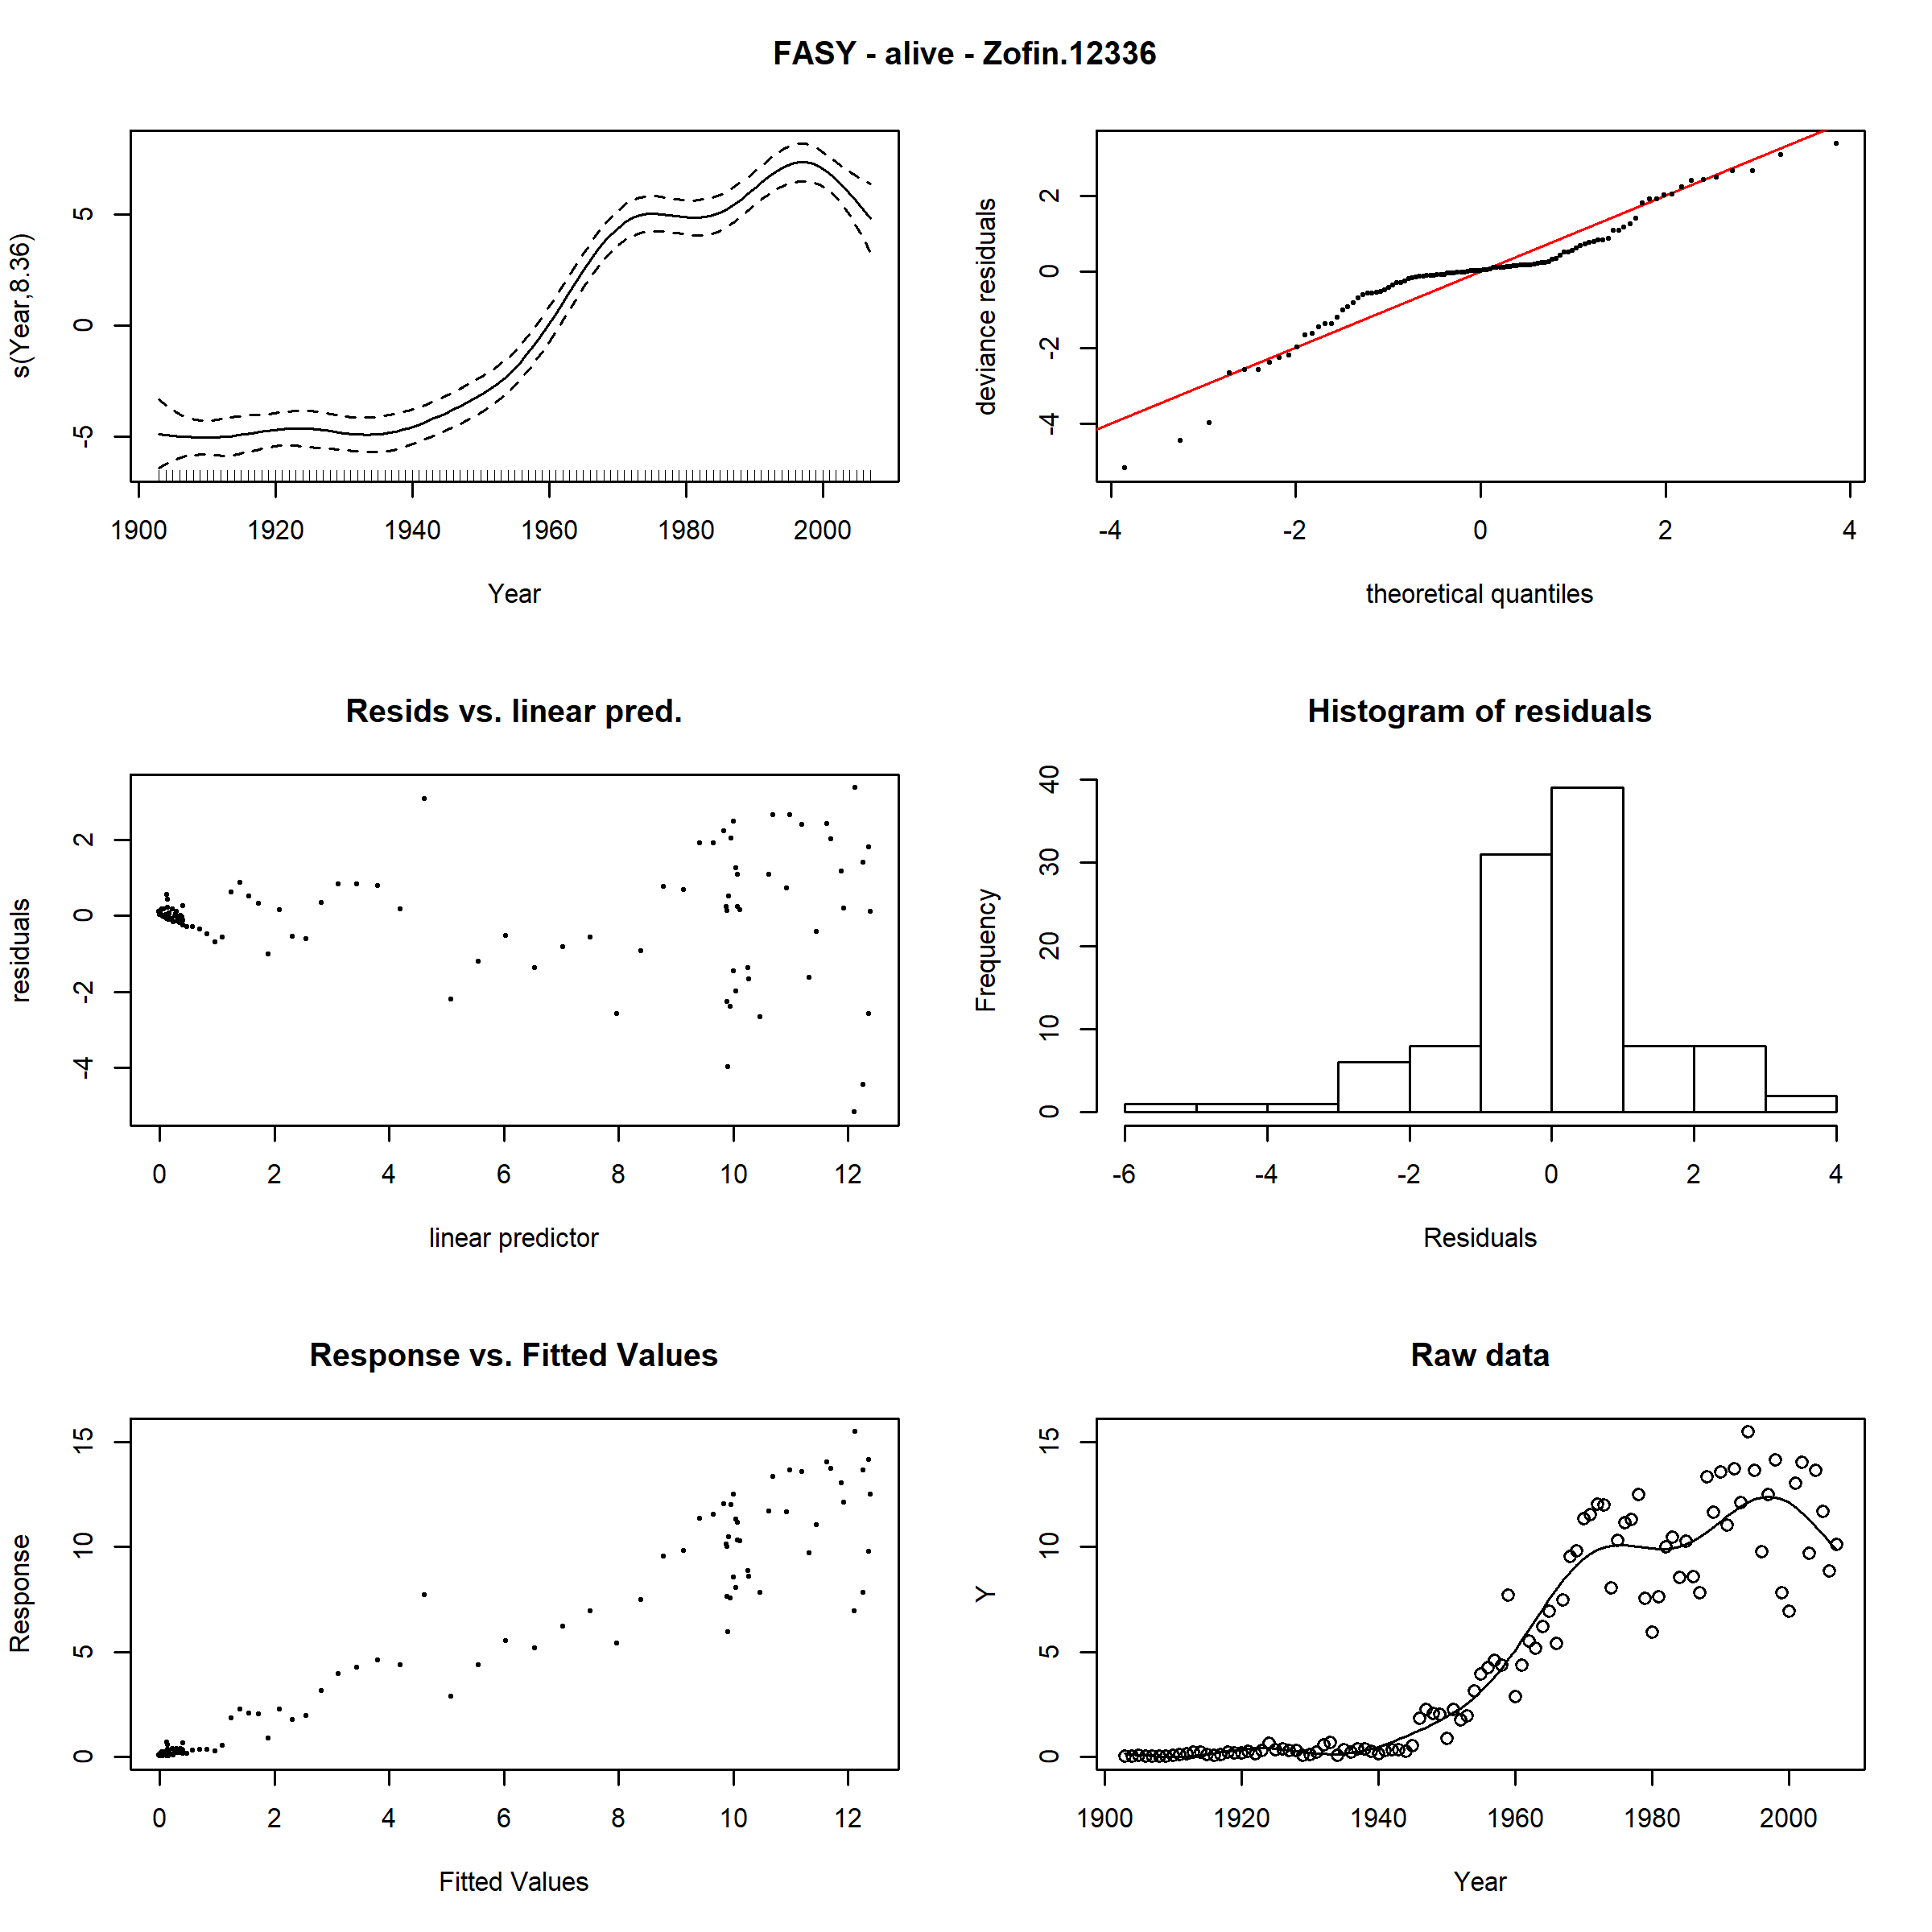 FASY - alive - Zofin.12336
s(Year,8.36)
5
0
-5
1900 1920 1940 1960 1980 2000
Year
deviance residuals
2
0
-2
-4
-4 -2 0 2 4
theoretical quantiles
Resids vs. linear pred.
residuals
2
0
-2
-4
0 2 4 6 8 10 12
linear predictor
Histogram of residuals
Frequency
40
30
20
10
0
-6 -4 -2 0 2 4
Residuals
Response vs. Fitted Values
Response
15
10
5
0
0 2 4 6 8 10 12
Fitted Values
Raw data
Y
15
10
5
0
1900 1920 1940 1960 1980 2000
Year